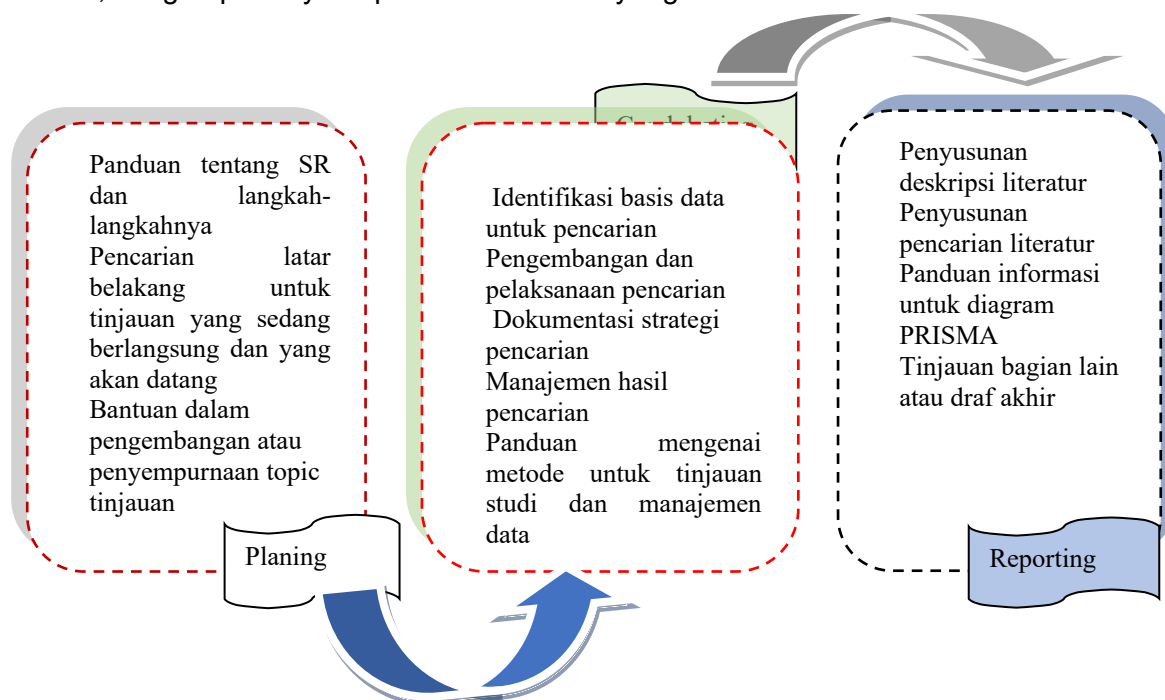 Panduan tentang SR
dan langkah-
langkahnya
Pencarian latar
belakang untuk
tinjauan yang sedang
berlangsung dan yang
akan datang
Bantuan dalam
pengembangan atau
penyempurnaan topic
tinjauan
Planing
Identifikasi basis data
untuk pencarian
Pengembangan dan
pelaksanaan pencarian
Dokumentasi strategi
pencarian
Manajemen hasil
pencarian
Panduan mengenai
metode untuk tinjauan
studi dan manajemen
data
Penyusunan
deskripsi literatur
Penyusunan
pencarian literatur
Panduan informasi
untuk diagram
PRISMA
Tinjauan bagian lain
atau draf akhir
Reporting